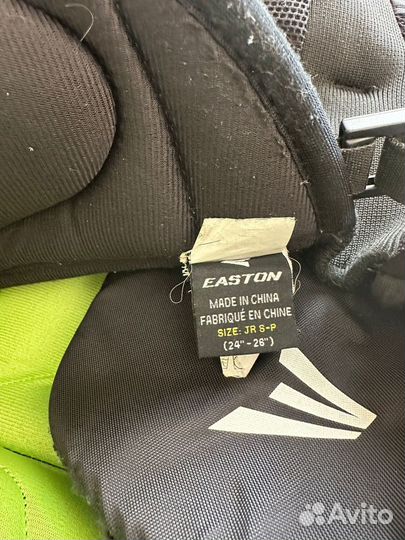 EASTON
MADE IN CHINA
FABRIQUÉ EN CHINE
SIZE: JR S-P
(24"-26")
Avito